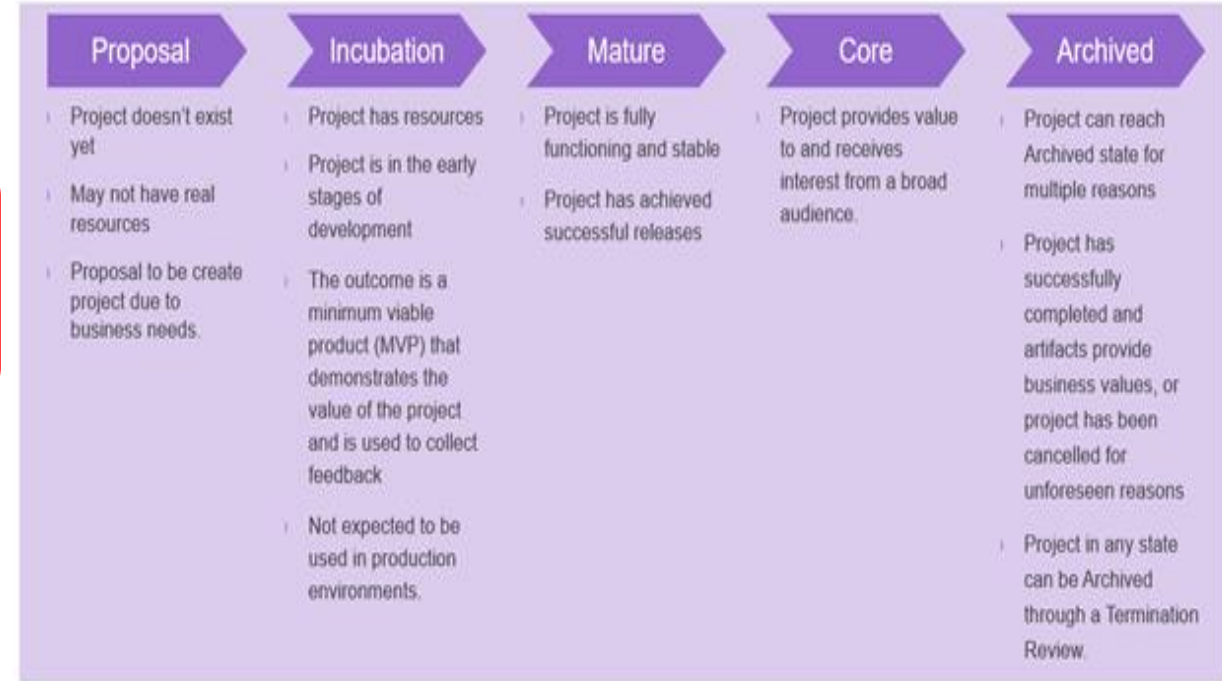 Proposal
Project doesn't exist
yet
May not have real
resources
Proposal to be create
project due to
business needs.
Incubation
Project has resources
Project is in the early
stages of
development
The outcome is a
minimum viable
product (MVP) that
demonstrates the
value of the project
and is used to collect
feedback
Not expected to be
used in production
environments.
Mature
Project is fully
functioning and stable
Project has achieved
successful releases
Core
Project provides value
to and receives
interest from a broad
audience.
Archived
Project can reach
Archived state for
multiple reasons
Project has
successfully
completed and
artifacts provide
business values, or
project has been
cancelled for
unforeseen reasons
Project in any state
can be Archived
through a Termination
Review.